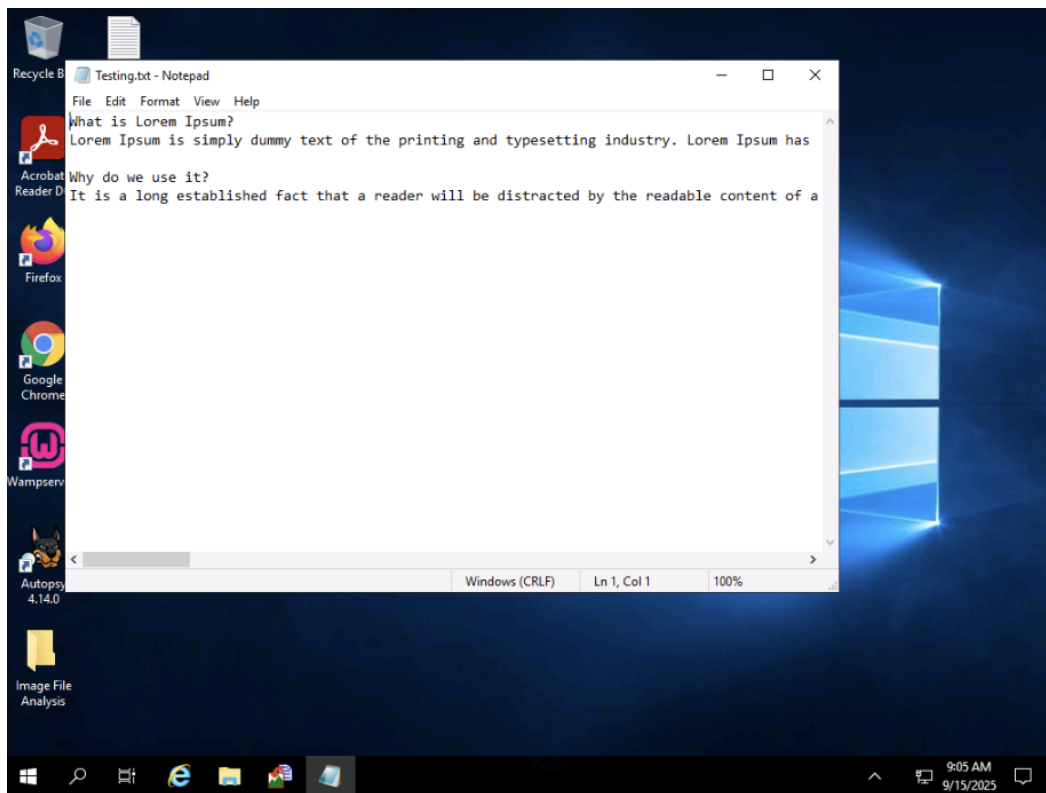 Recycle B
Testing.txt - Notepad
File Edit Format View Help
What is Lorem Ipsum?
Lorem Ipsum is simply dummy text of the printing and typesetting industry. Lorem Ipsum has
Why do we use it?
It is a long established fact that a reader will be distracted by the readable content of a
Acrobat
Reader D
Firefox
Google
Chrome
Wampserv
Autopsy
4.14.0
Windows (CRLF) Ln 1, Col 1 100%
Image File
Analysis
9:05 AM
9/15/2025